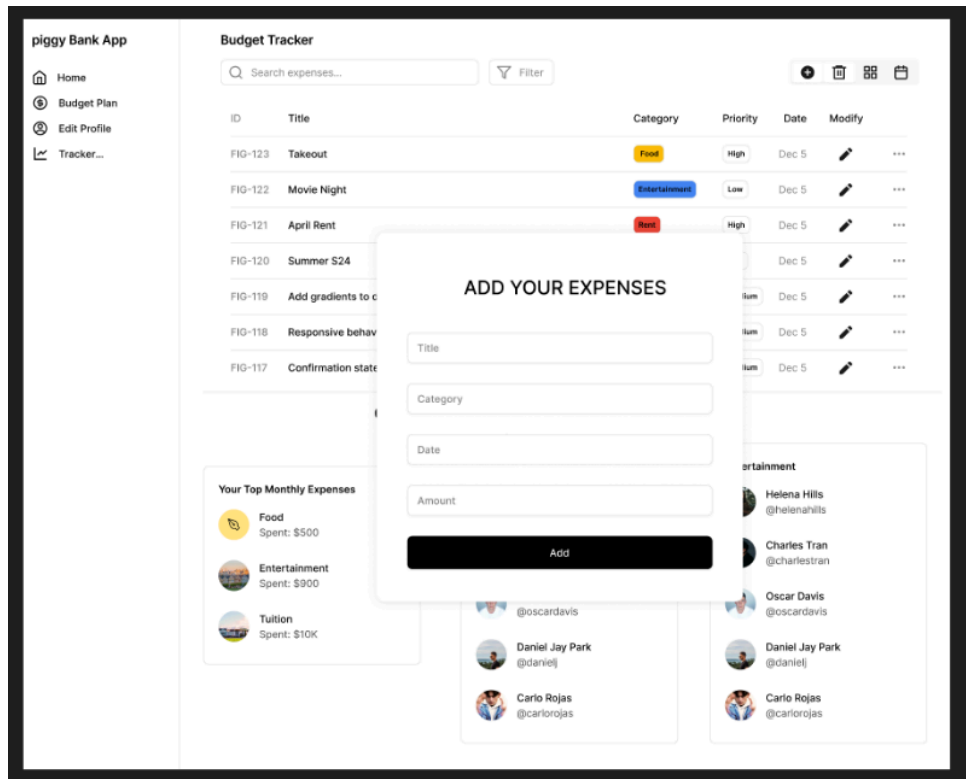 piggy Bank App
Home
Budget Plan
Edit Profile
Tracker...
Budget Tracker
Search expenses...
Filter
ID Title Category Priority Date Modify
FIG-123 Takeout Food High Dec 5
FIG-122 Movie Night Entertainment Low Dec 5
FIG-121 April Rent Rent High Dec 5
FIG-120 Summer S24 Dec 5
FIG-119 Add gradients to Dec 5
FIG-118 Responsive Dec 5
FIG-117 Confirmation state Dec 5
ADD YOUR EXPENSES
Title
Category
Date
Amount
Add
Your Top Monthly Expenses
Food
Spent: $500
Entertainment
Spent: $900
Tuition
Spent: $10K
@oscardavis
Daniel Jay Park
@danielj
Carlo Rojas
@carlorojas
Helena Hills
@helenahills
Charles Tran
@charlestran
Oscar Davis
@oscardavis
Daniel Jay Park
@danielj
Carlo Rojas
@carlorojas